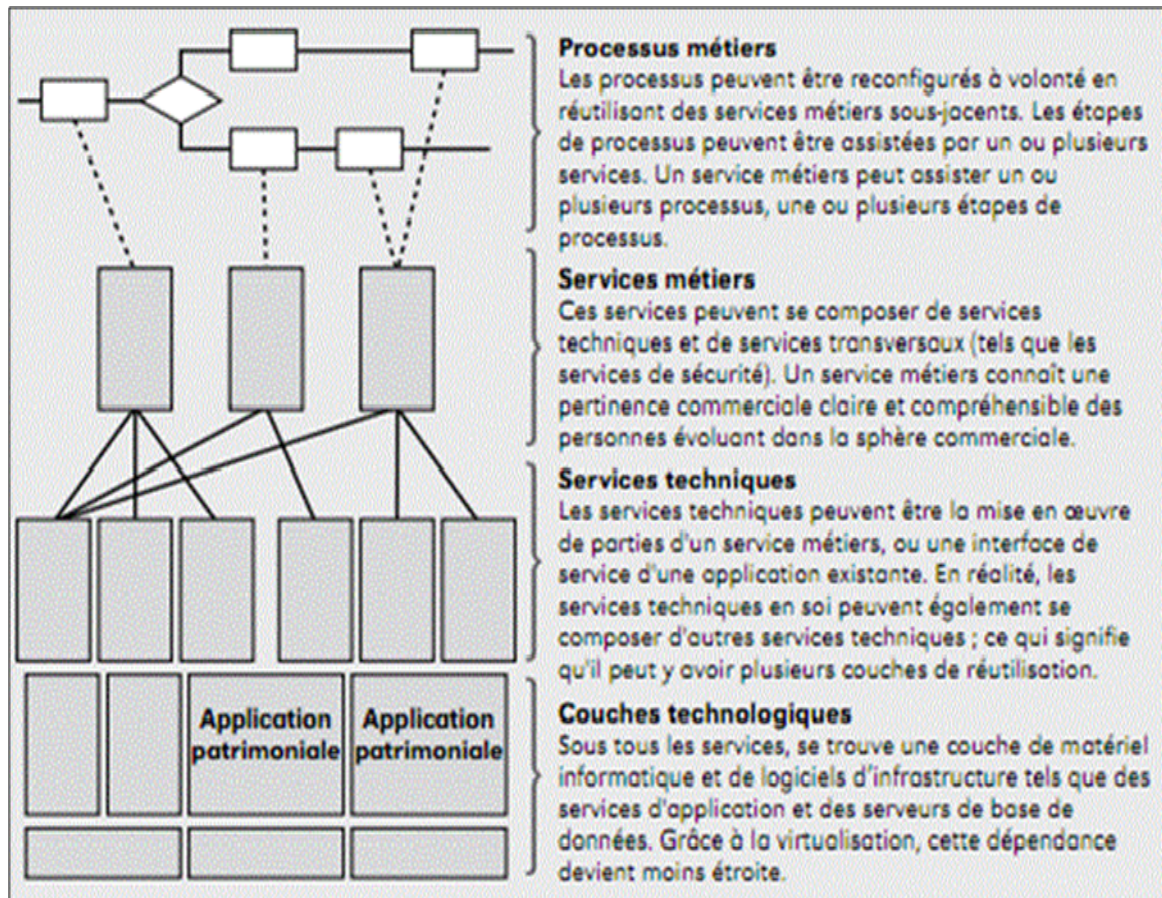 Processus métiers
Les processus peuvent être reconfigurés à volonté en
réutilisant des services métiers sous-jacents. Les étapes
de processus peuvent être assistées par un ou plusieurs
services. Un service métiers peut assister un ou
plusieurs processus, une ou plusieurs étapes de
processus.
Services métiers
Ces services peuvent se composer de services
techniques et de services transversaux (tels que les
services de sécurité). Un service métiers connaît une
pertinence commerciale claire et compréhensible des
personnes évoluant dans la sphère commerciale.
Services techniques
Les services techniques peuvent être la mise en œuvre
de parties d'un service métiers, ou une interface de
service d'une application existante. En réalité, les
services techniques en soi peuvent également se
composer d'autres services techniques ; ce qui signifie
qu'il peut y avoir plusieurs couches de réutilisation.
Application
patrimoniale
Application
patrimoniale
Couches technologiques
Sous tous les services, se trouve une couche de matériel
informatique et de logiciels d'infrastructure tels que des
services d'application et des serveurs de base de
données. Grâce à la virtualisation, cette dépendance
devient moins étroite.